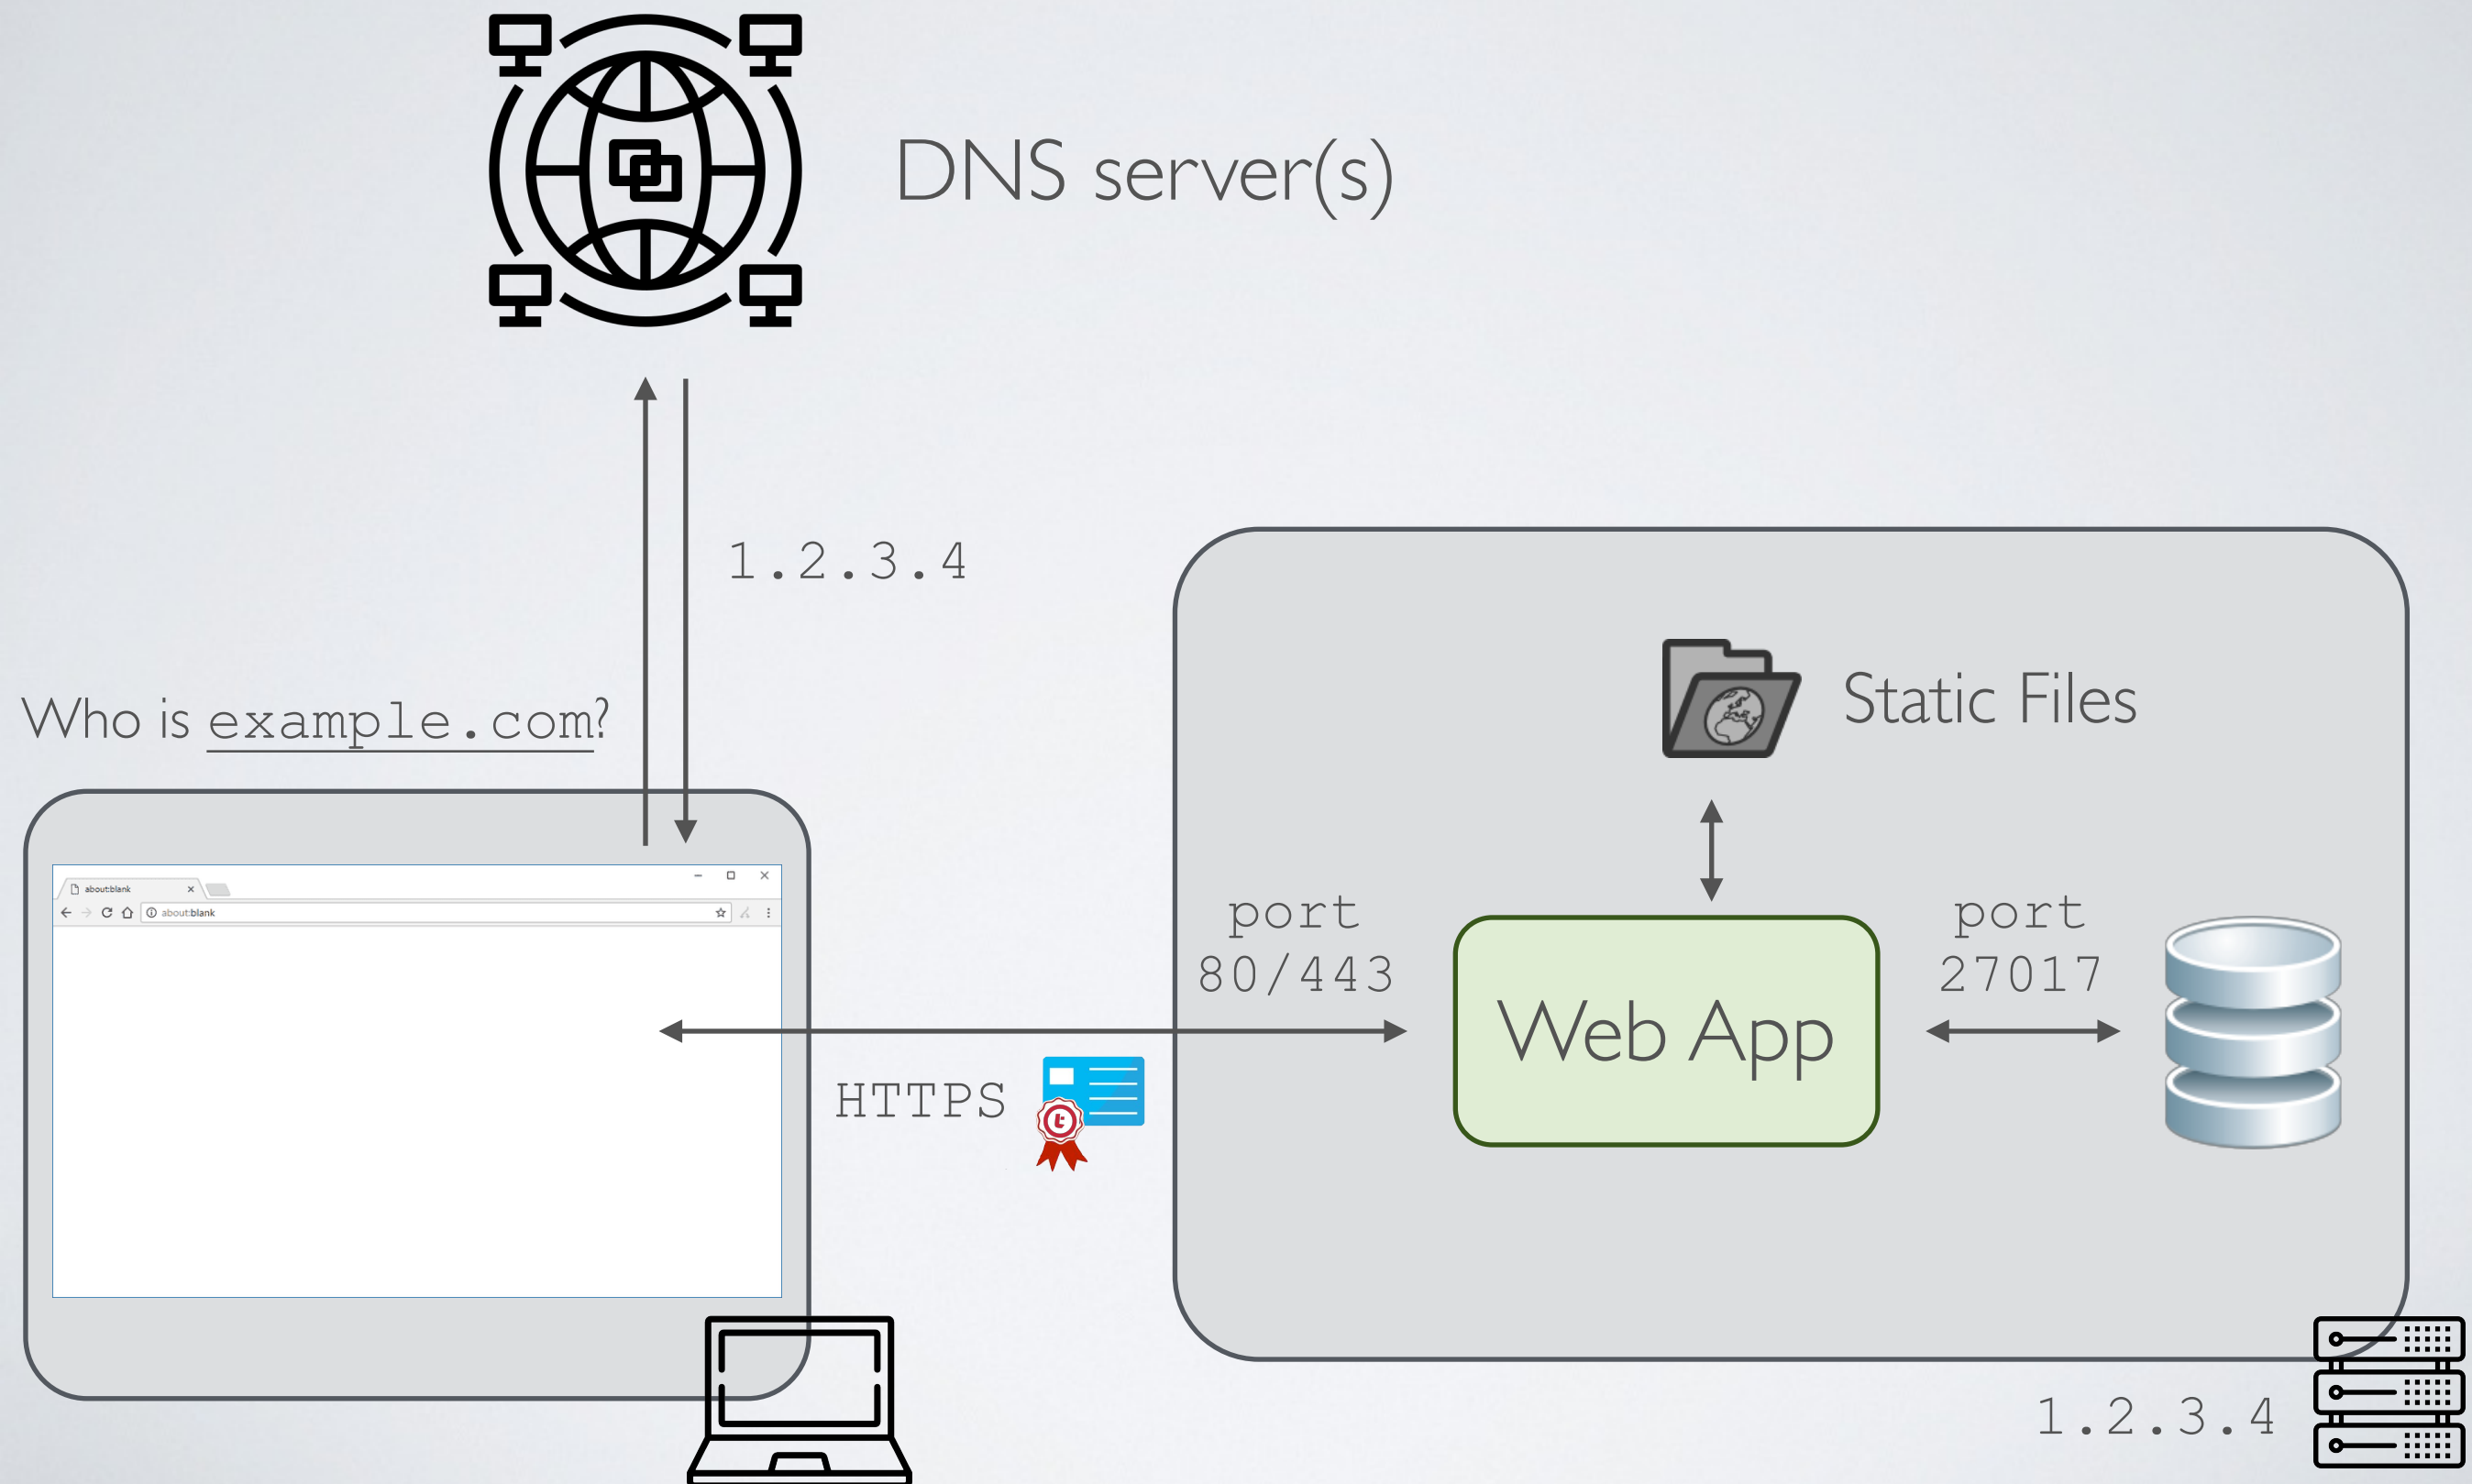 DNS server(s)
1.2.3.4
Who is example.com?
about:blank
about:blank
Static Files
port
80/443
port
27017
Web App
HTTPS
t
1.2.3.4